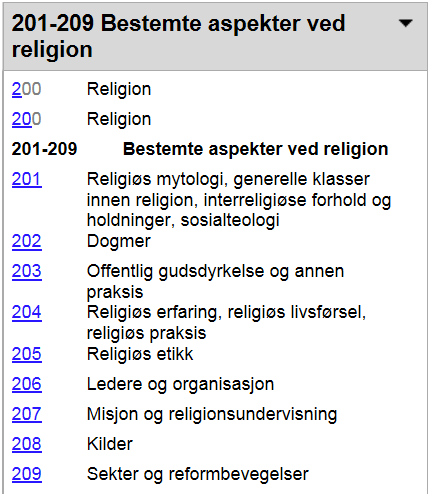 201-209 Bestemte aspekter ved
religion
200 Religion
200 Religion
201-209 Bestemte aspekter ved religion
201 Religiøs mytologi, generelle klasser
innen religion, interreligiøse forhold og
holdninger, sosialteologi
202 Dogmer
203 Offentlig gudsdyrkelse og annen
praksis
204 Religiøs erfaring, religiøs livsførsel,
religiøs praksis
205 Religiøs etikk
206 Ledere og organisasjon
207 Misjon og religionsundervisning
208 Kilder
209 Sekter og reformbevegelser